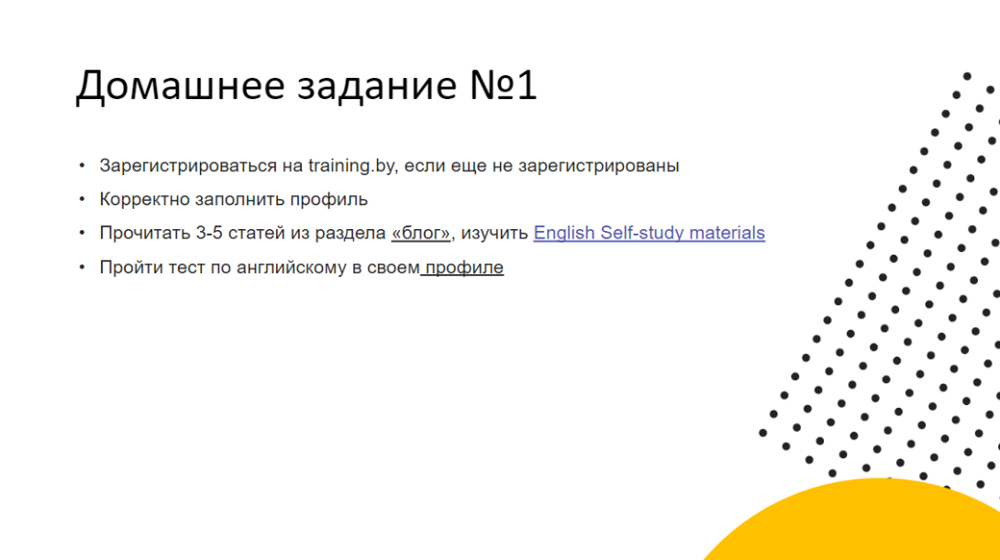 Домашнее задание №1
• Зарегистрироваться на training.by, если еще не зарегистрированы
• Корректно заполнить профиль
• Прочитать 3-5 статей из раздела «блог», изучить English Self-study materials
• Пройти тест по английскому в своем профиле